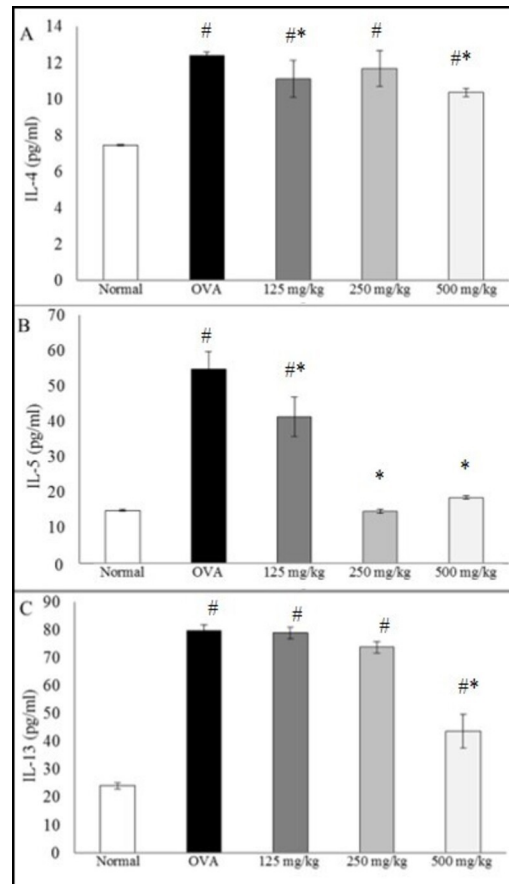 A
IL-4 (pg/ml)
14
12
10
8
6
4
2
0
# #* # #*
Normal OVA 125 mg/kg 250 mg/kg 500 mg/kg
B
IL-5 (pg/ml)
70
60
50
40
30
20
10
0
# #* * *
Normal OVA 125 mg/kg 250 mg/kg 500 mg/kg
C
IL-13 (pg/ml)
90
80
70
60
50
40
30
20
10
0
# # # #*
Normal OVA 125 mg/kg 250 mg/kg 500 mg/kg